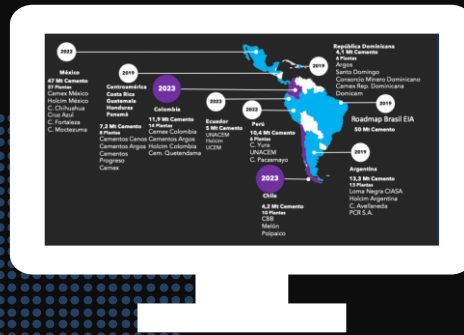 2022
México
47 Mt Cemento
37 Plantas
Cemex México
Holcim México
C. Chihuahua
Cruz Azul
C. Fortaleza
C. Moctezuma
2019
Centroamérica
Costa Rica
Guatemala
Honduras
Panamá
7,2 Mt Cemento
8 Plantas
Cementos Cenos
Cementos Argos
Cementos
Progreso
Cemex
2023
Colombia
11,9 Mt Cemento
14 Plantas
Cemex Colombia
Cementos Argos
Holcim Colombia
Cem. Quetendama
2023
Ecuador
5 Mt Cemento
UNACEM
Holcim
UCEM
2022
Perú
10,4 Mt Cemento
6 Plantas
C. Yura
UNACEM
C. Pacasmayo
2023
Chile
4,2 Mt Cemento
10 Plantas
CBB
Melón
Polpaico
2019
República Dominicana
4,1 Mt Cemento
6 Plantas
Argos
Santo Domingo
Consorcio Minero Dominicano
Cemex Rep. Dominicana
Domicem
2019
Roadmap Brasil EIA
50 Mt Cemento
2019
Argentina
13,3 Mt Cemento
13 Plantas
Loma Negra CIASA
Holcim Argentina
C. Avellaneda
PCR S.A.